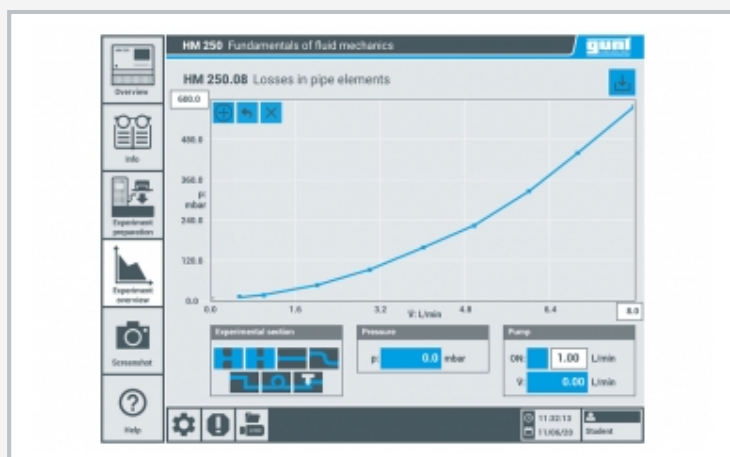 HM 250 Fundamentals of fluid mechanics
gunt
HM 250.08 Losses in pipe elements
Overview
Info
Experiment preparation
Experiment overview
Screenshot
Help
600.0
480.0
360.0
p:
mbar
240.0
120.0
0.0
0.0 1.6 3.2 4.8 6.4 8.0
V̇: L/min
Experimental section
Pressure
p: 0.0 mbar
Pump
ON: 1.00 L/min
V̇: 0.00 L/min
11:32:13
11/06/20
Student